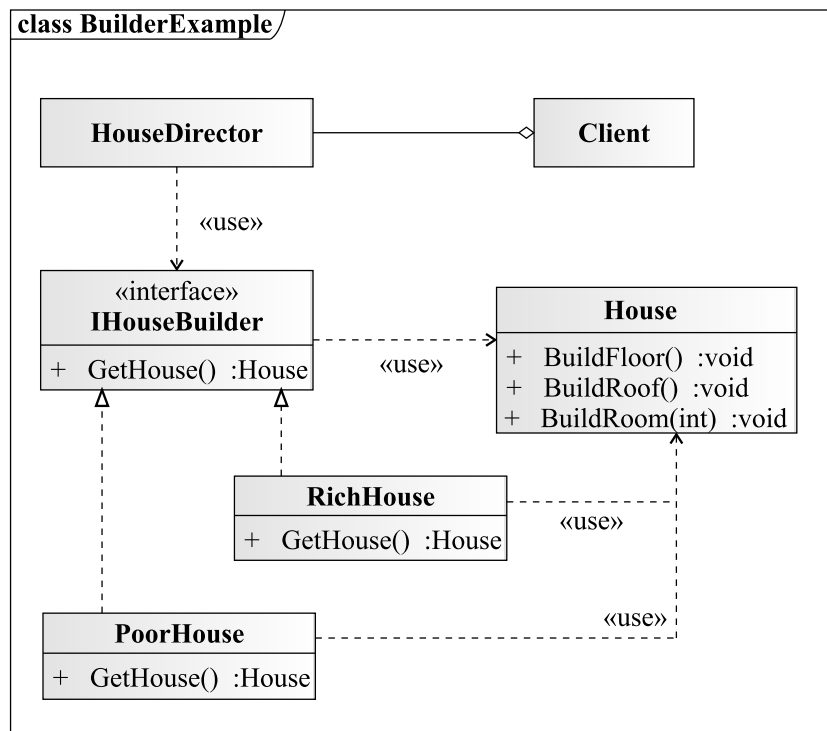 class BuilderExample
HouseDirector
Client
«use»
«interface»
IHouseBuilder
+ GetHouse() :House
«use»
House
+ BuildFloor() :void
+ BuildRoof() :void
+ BuildRoom(int) :void
RichHouse
+ GetHouse() :House
«use»
PoorHouse
+ GetHouse() :House
«use»